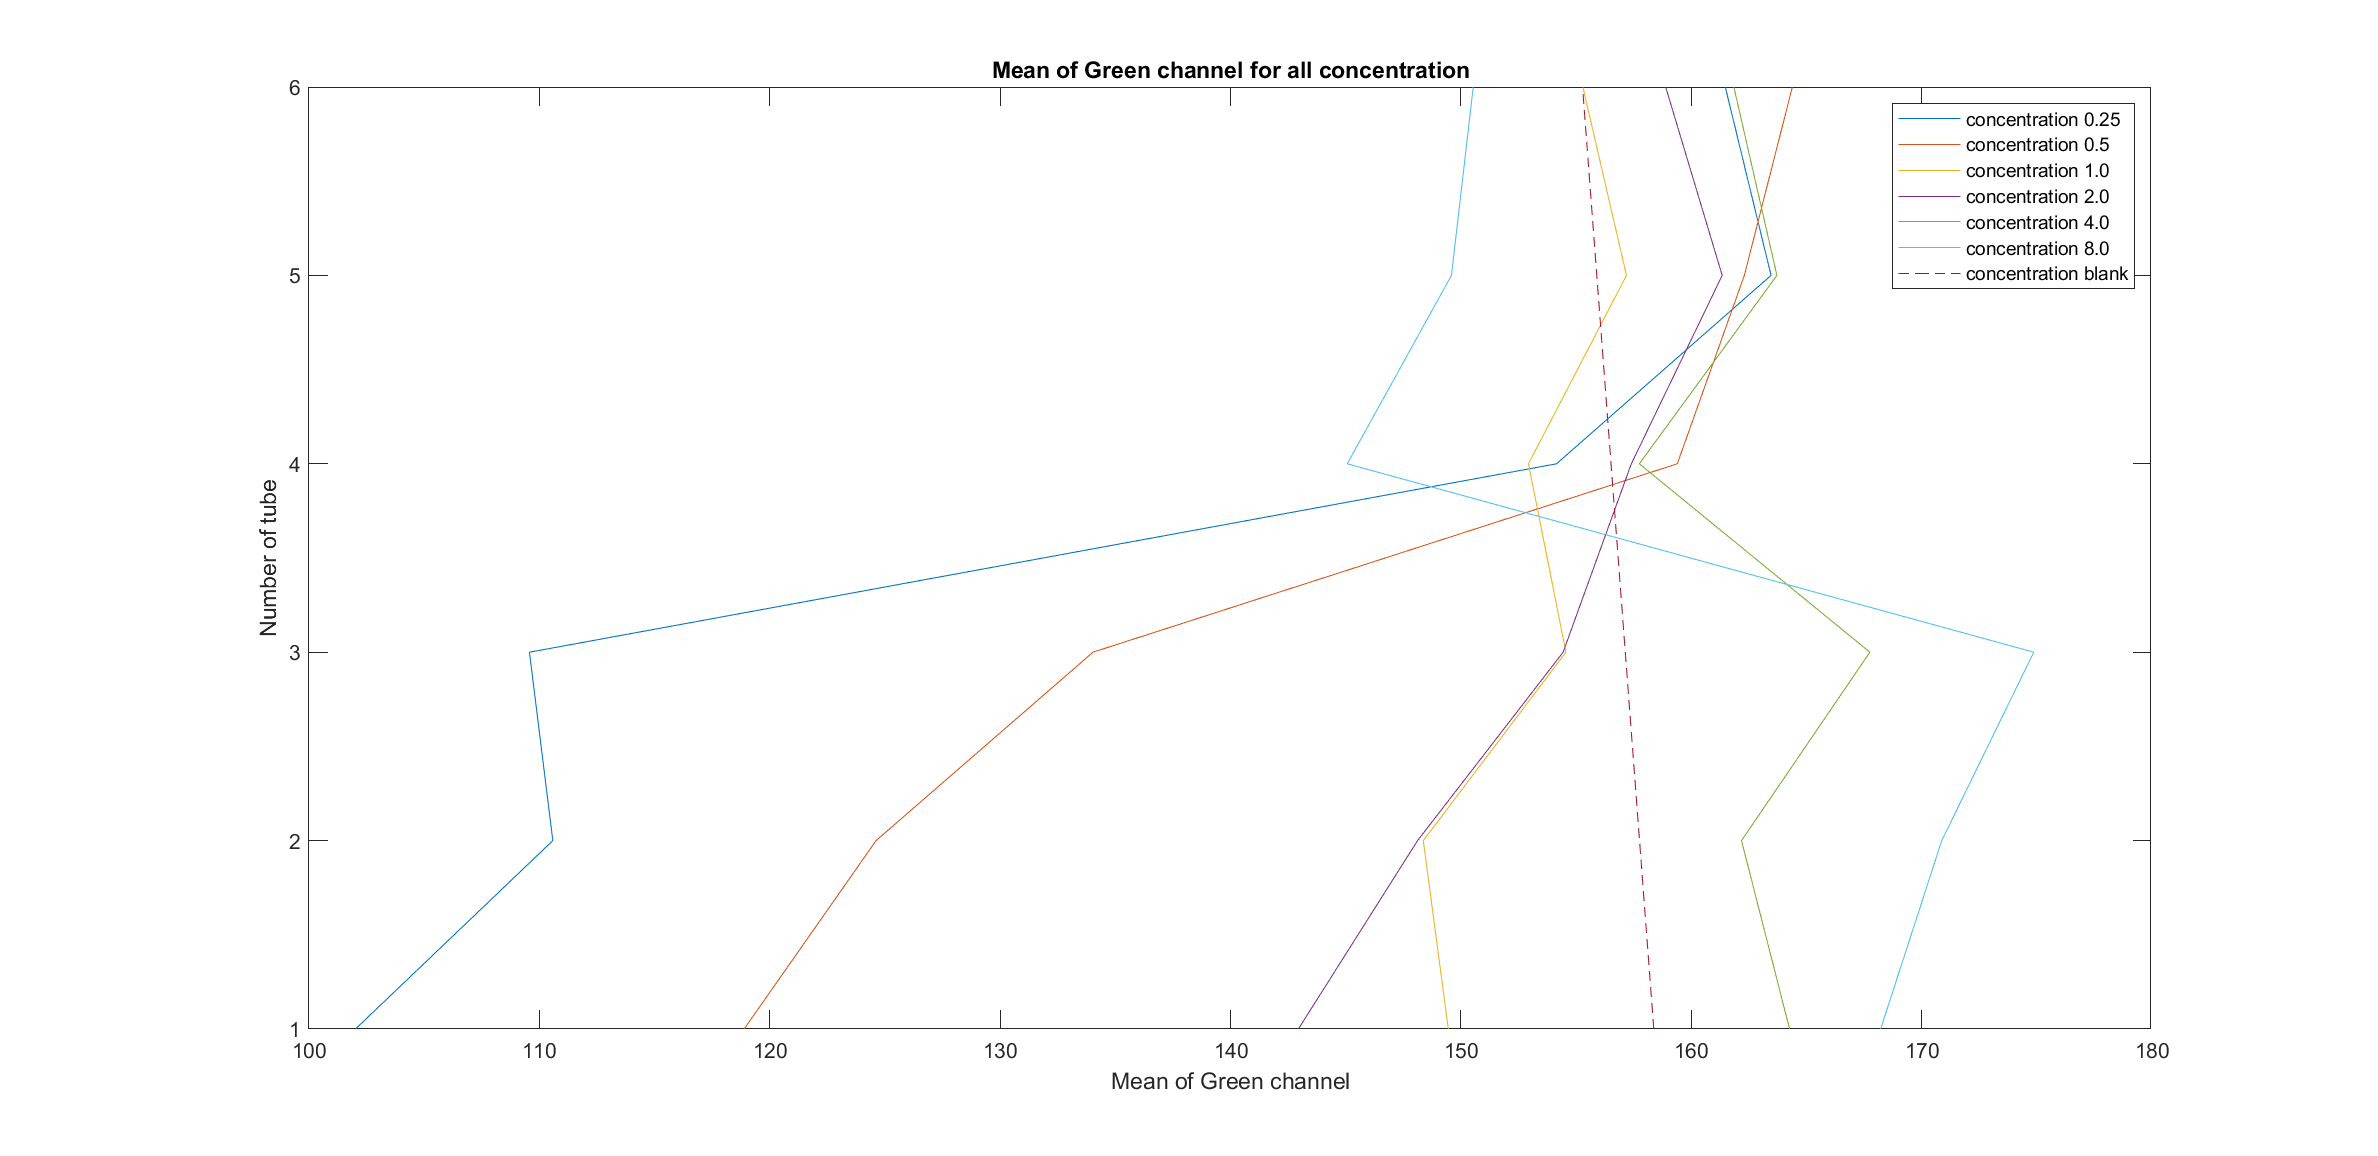 Mean of Green channel for all concentration
6
5
4
3
2
1
Number of tube
concentration 0.25
concentration 0.5
concentration 1.0
concentration 2.0
concentration 4.0
concentration 8.0
concentration blank
100 110 120 130 140 150 160 170 180
Mean of Green channel